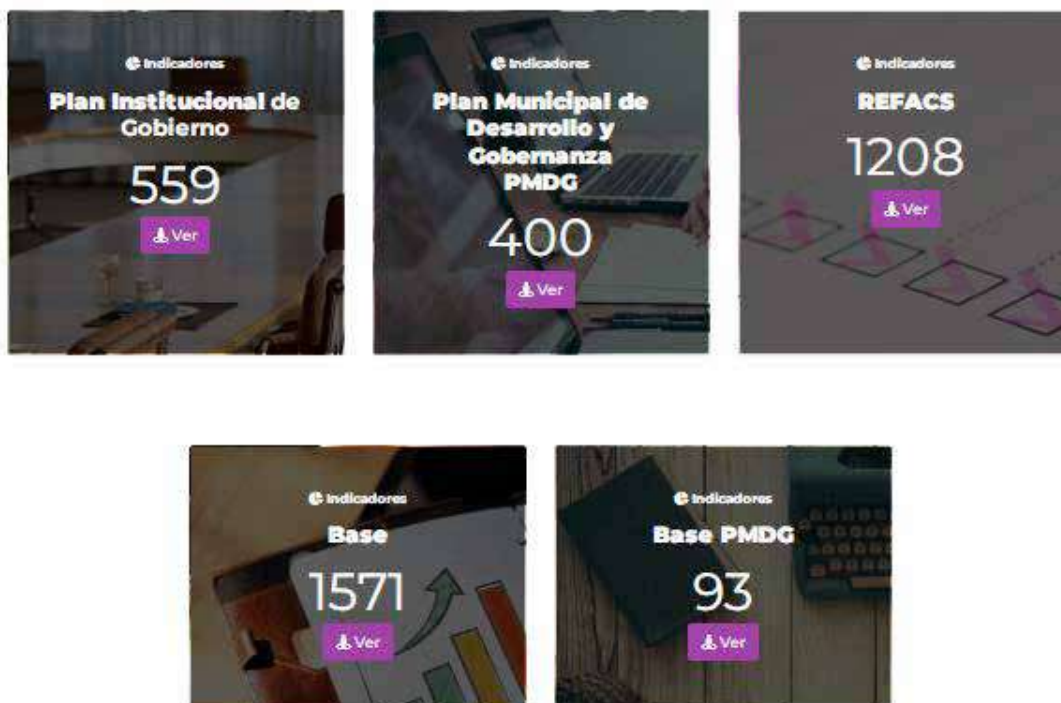 Indicadores
Plan Institucional de
Gobierno
559
Ver
Indicadores
Plan Municipal de
Desarrollo y
Gobernanza
PMDG
400
Ver
Indicadores
REFACS
1208
Ver
Indicadores
Base
1571
Ver
Indicadores
Base PMDG
93
Ver